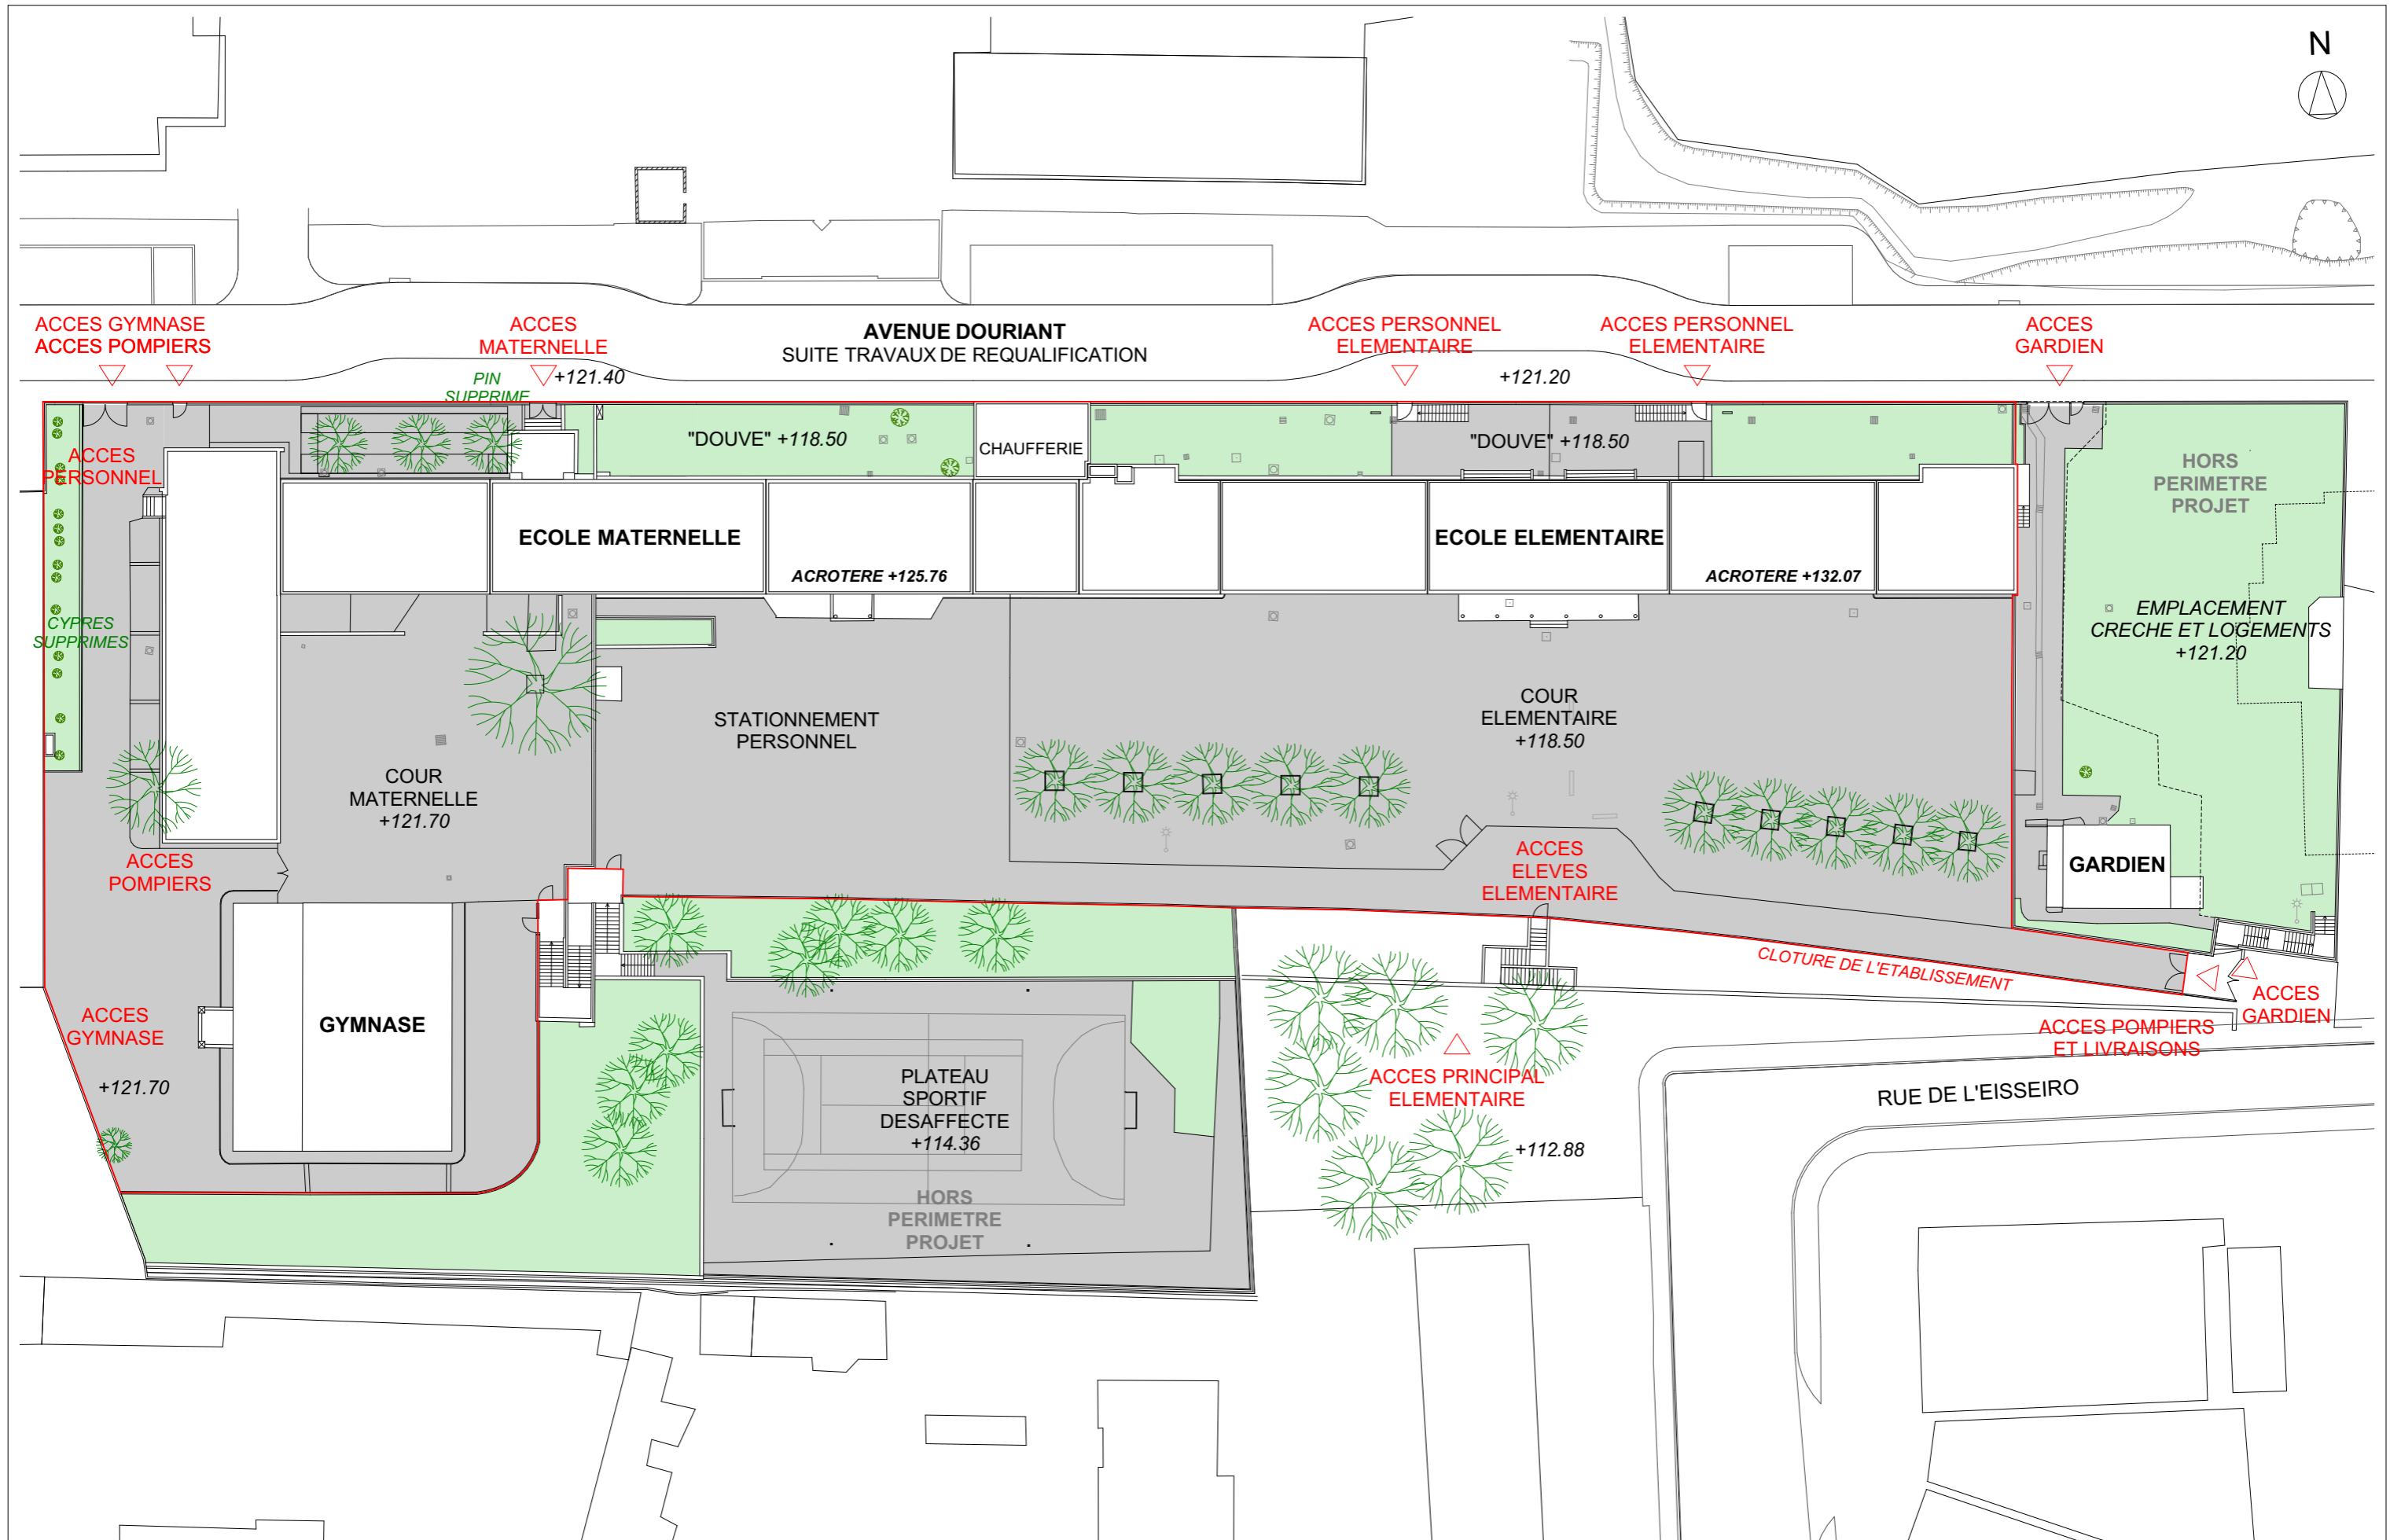 N
ACCES GYMNASE
ACCES POMPIERS
ACCES
MATERNELLE
AVENUE DOURIANT
SUITE TRAVAUX DE REQUALIFICATION
ACCES PERSONNEL
ELEMENTAIRE
ACCES PERSONNEL
ELEMENTAIRE
ACCES
GARDIEN
PIN
SUPPRIME
+121.40
+121.20
"DOUVE" +118.50
CHAUFFERIE
"DOUVE" +118.50
ACCES
PERSONNEL
HORS
PERIMETRE
PROJET
ECOLE MATERNELLE
ECOLE ELEMENTAIRE
ACROTERE +125.76
ACROTERE +132.07
CYPRES
SUPPRIMES
EMPLACEMENT
CRECHE ET LOGEMENTS
+121.20
STATIONNEMENT
PERSONNEL
COUR
ELEMENTAIRE
+118.50
COUR
MATERNELLE
+121.70
ACCES
POMPIERS
ACCES
ELEVES
ELEMENTAIRE
GARDIEN
CLOTURE DE L'ETABLISSEMENT
ACCES
GARDIEN
ACCES
GYMNASE
GYMNASE
ACCES POMPIERS
ET LIVRAISONS
+121.70
PLATEAU
SPORTIF
DESAFFECTE
+114.36
ACCES PRINCIPAL
ELEMENTAIRE
RUE DE L'EISSEIRO
+112.88
HORS
PERIMETRE
PROJET